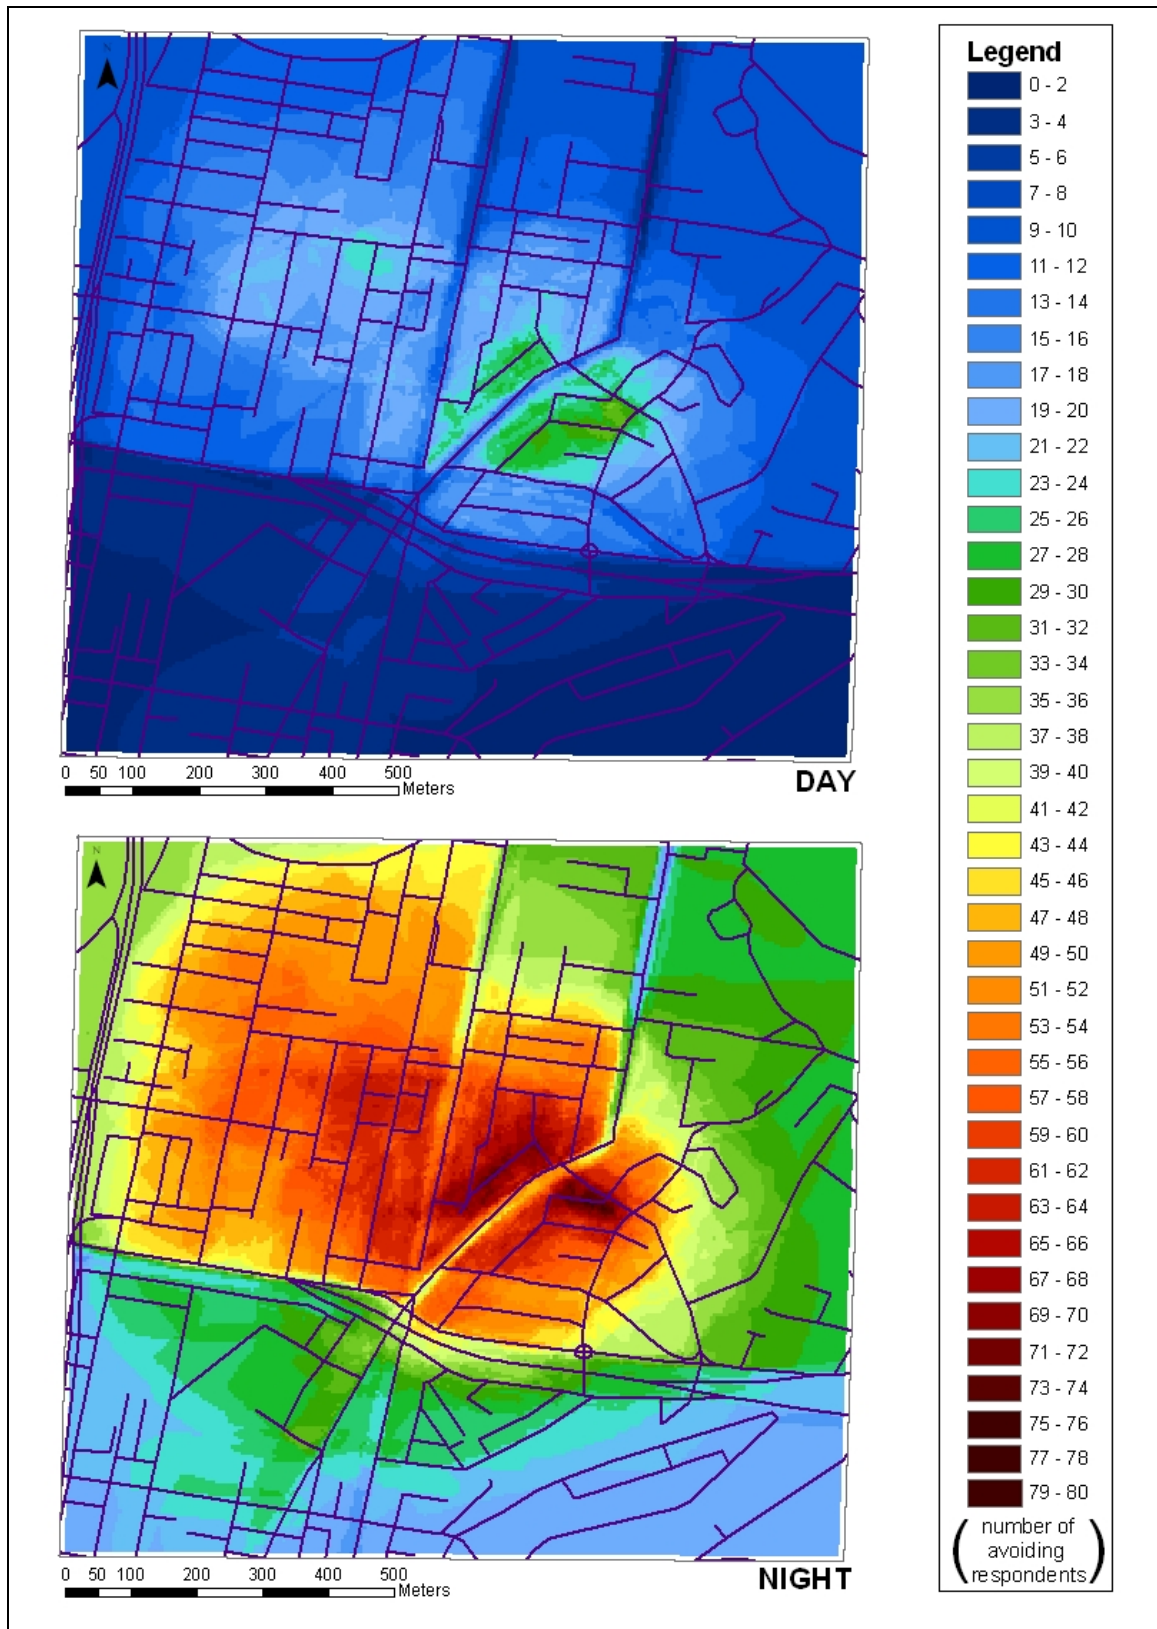 N
Legend
0 - 2
3 - 4
5 - 6
7 - 8
9 - 10
11 - 12
13 - 14
15 - 16
17 - 18
19 - 20
21 - 22
23 - 24
25 - 26
27 - 28
29 - 30
31 - 32
33 - 34
35 - 36
37 - 38
39 - 40
41 - 42
43 - 44
45 - 46
47 - 48
49 - 50
51 - 52
53 - 54
55 - 56
57 - 58
59 - 60
61 - 62
63 - 64
65 - 66
67 - 68
69 - 70
71 - 72
73 - 74
75 - 76
77 - 78
79 - 80
(number of
avoiding
respondents)
0 50 100 200 300 400 500
Meters
DAY
N
0 50 100 200 300 400 500
Meters
NIGHT